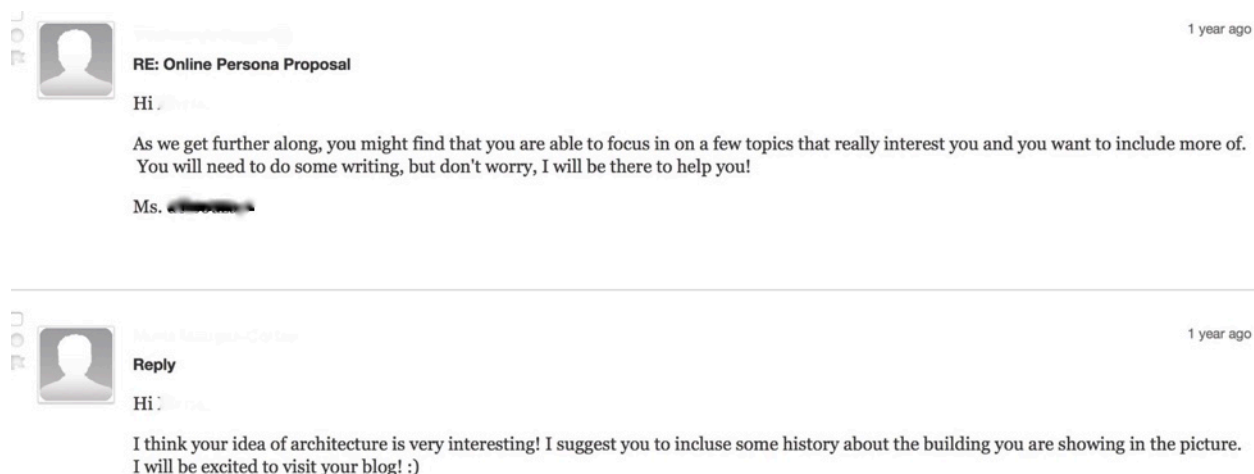 1 year ago
RE: Online Persona Proposal
Hi
As we get further along, you might find that you are able to focus in on a few topics that really interest you and you want to include more of.
You will need to do some writing, but don't worry, I will be there to help you!
Ms.
1 year ago
Reply
Hi
I think your idea of architecture is very interesting! I suggest you to incluse some history about the building you are showing in the picture.
I will be excited to visit your blog! :)